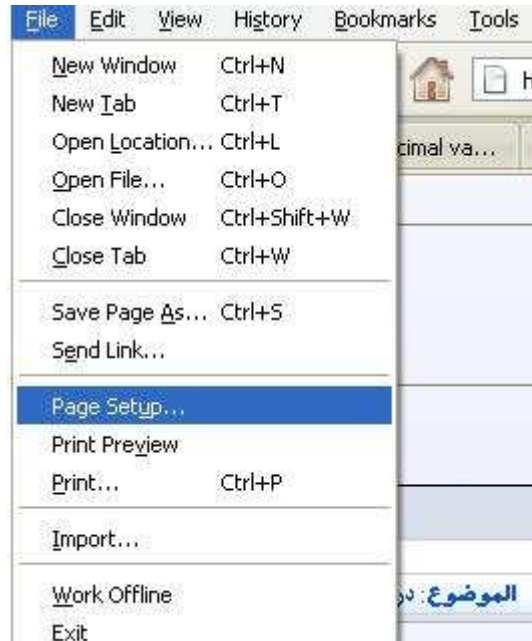 File Edit View History Bookmarks Tools
New Window Ctrl+N
h
New Tab Ctrl+T
Open Location... Ctrl+L
cimal va...
Open File... Ctrl+O
Close Window Ctrl+Shift+W
Close Tab Ctrl+W
Save Page As... Ctrl+S
Send Link...
Page Setup...
Print Preview
Print... Ctrl+P
Import...
Work Offline
الموضوع: در
Exit